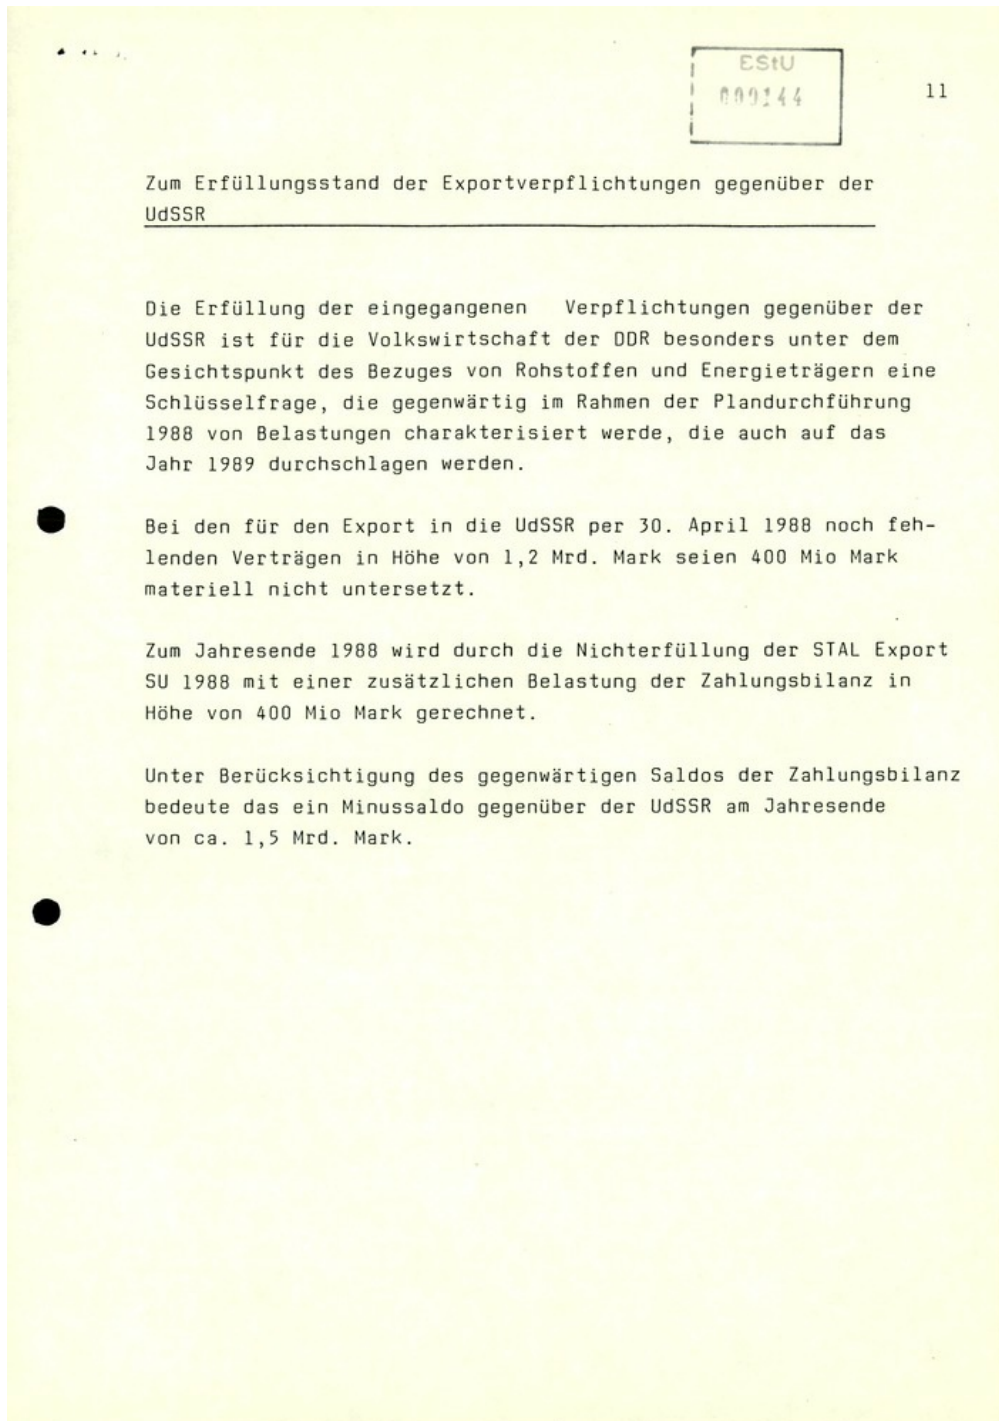 BStU
000144
11
Zum Erfüllungsstand der Exportverpflichtungen gegenüber der
UdSSR
Die Erfüllung der eingegangenen Verpflichtungen gegenüber der
UdSSR ist für die Volkswirtschaft der DDR besonders unter dem
Gesichtspunkt des Bezuges von Rohstoffen und Energieträgern eine
Schlüsselfrage, die gegenwärtig im Rahmen der Plandurchführung
1988 von Belastungen charakterisiert werde, die auch auf das
Jahr 1989 durchschlagen werden.
Bei den für den Export in die UdSSR per 30. April 1988 noch feh-
lenden Verträgen in Höhe von 1,2 Mrd. Mark seien 400 Mio Mark
materiell nicht untersetzt.
Zum Jahresende 1988 wird durch die Nichterfüllung der STAL Export
SU 1988 mit einer zusätzlichen Belastung der Zahlungsbilanz in
Höhe von 400 Mio Mark gerechnet.
Unter Berücksichtigung des gegenwärtigen Saldos der Zahlungsbilanz
bedeute das ein Minussaldo gegenüber der UdSSR am Jahresende
von ca. 1,5 Mrd. Mark.